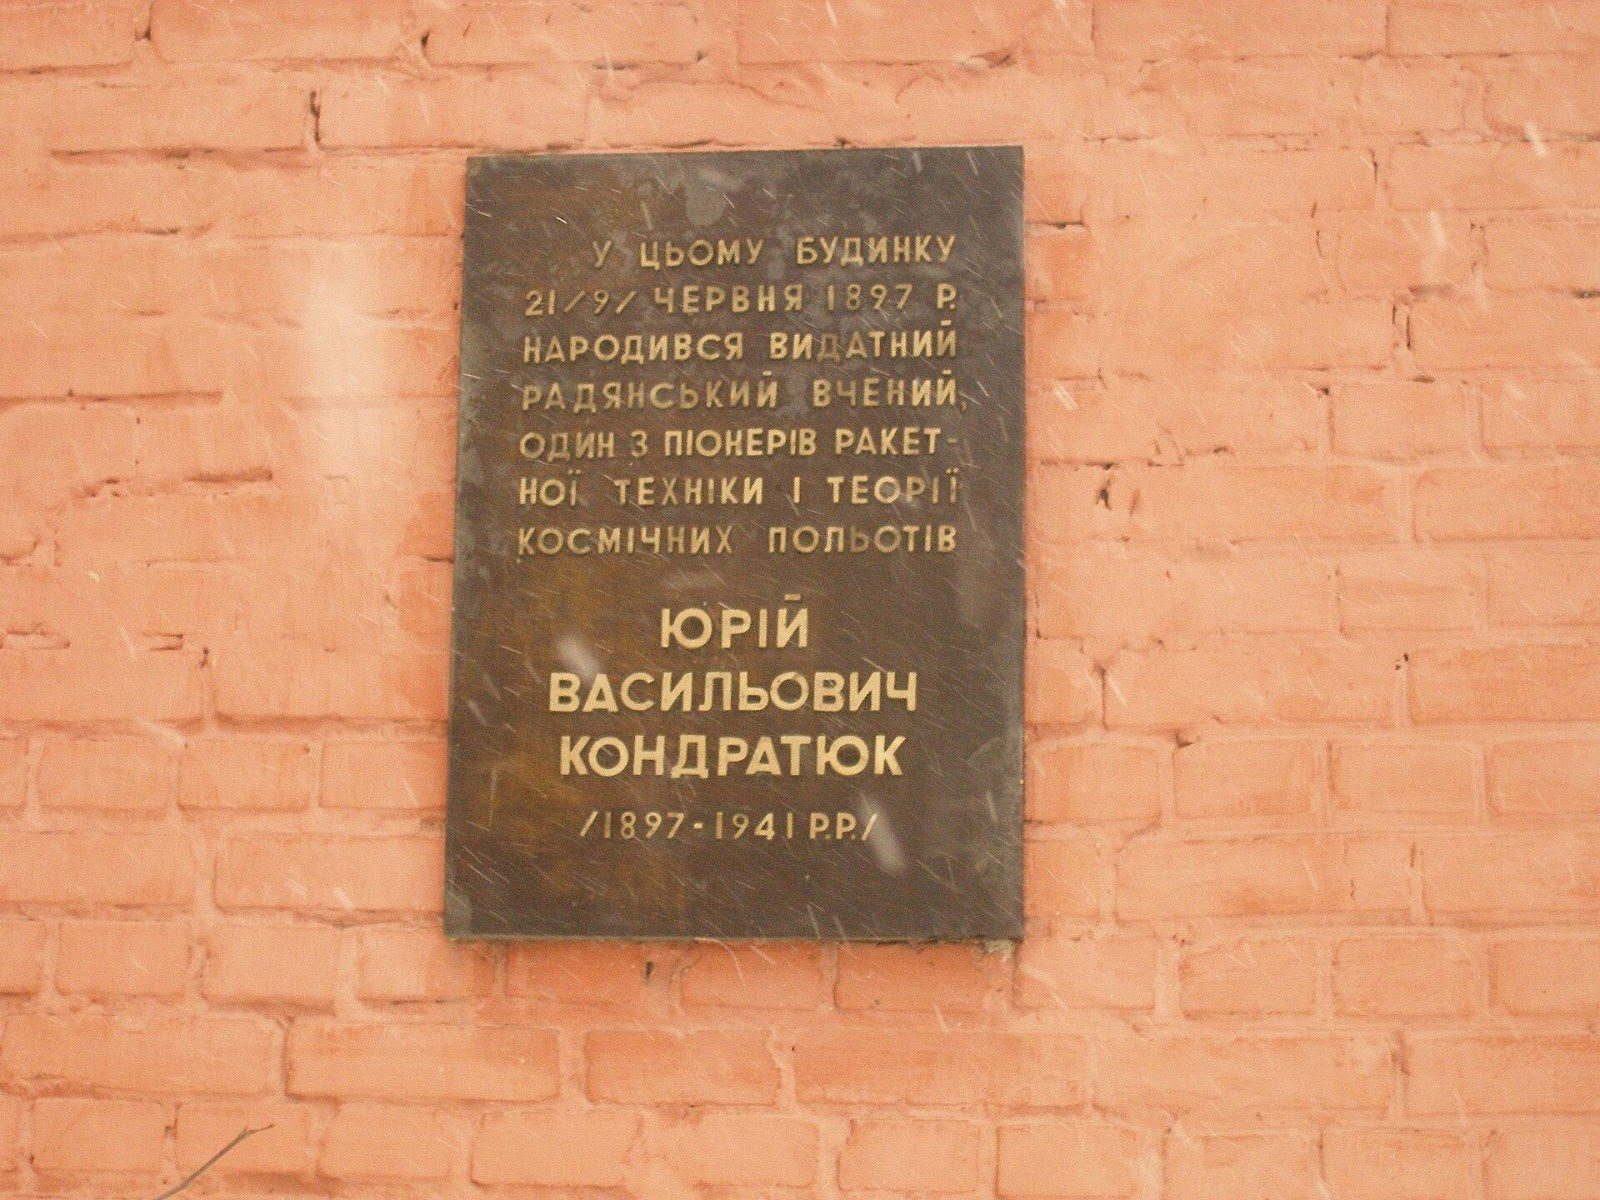 У ЦЬОМУ БУДИНКУ
21/9/ ЧЕРВНЯ 1897 Р.
НАРОДИВСЯ ВИДАТНИЙ
РАДЯНСЬКИЙ ВЧЕНИЙ,
ОДИН З ПІОНЕРІВ РАКЕТ-
НОЇ ТЕХНІКИ І ТЕОРІЇ
КОСМІЧНИХ ПОЛЬОТІВ
ЮРІЙ
ВАСИЛЬОВИЧ
КОНДРАТЮК
/1897-1941 Р.Р./